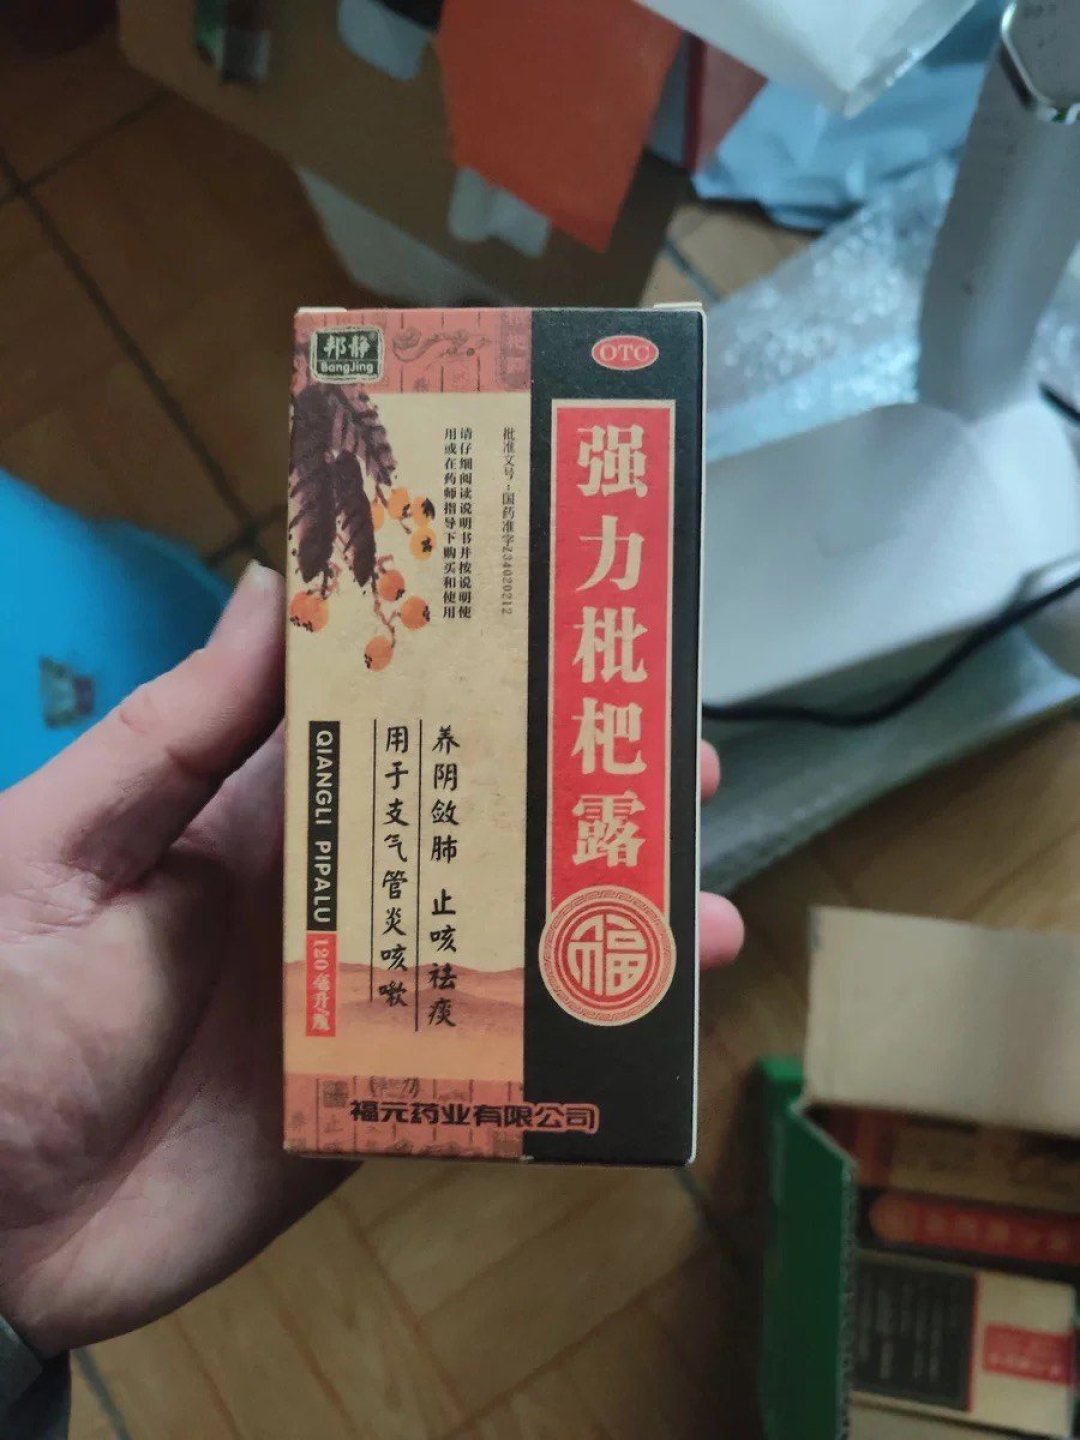 邦静
BangJing
OTC
强力枇杷露
批准文号：国药准字Z34020212
请仔细阅读说明书并按说明使
用或在药师指导下购买和使用
养阴敛肺 止咳祛痰
用于支气管炎咳嗽
QIANGLI PIPALU
120毫升/瓶
福
福元药业有限公司